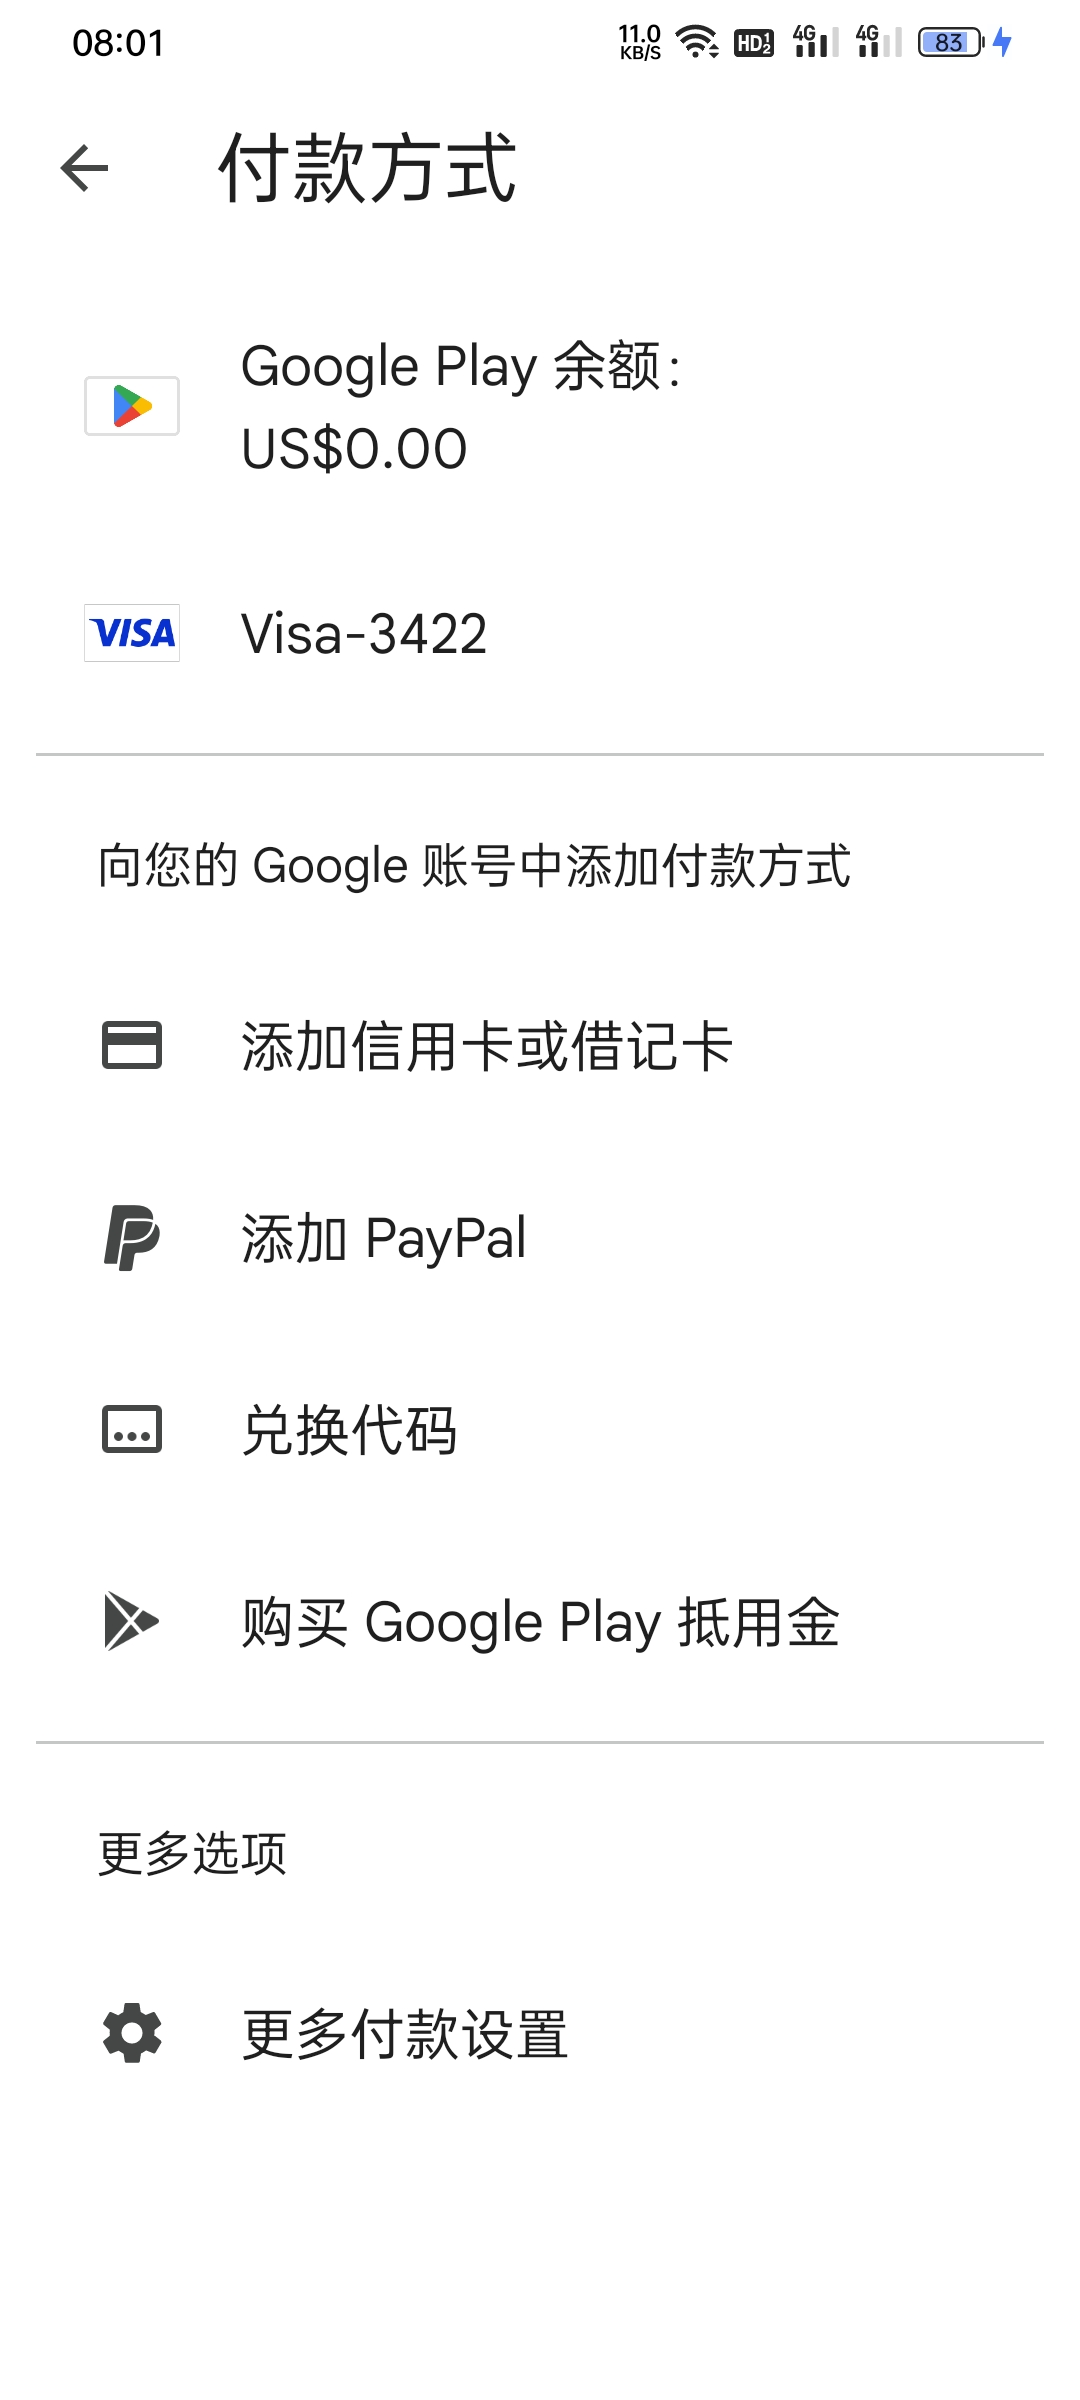 08:01
11.0
KB/S
HD 1 2
4G
4G
83
付款方式
Google Play 余额：
US$0.00
VISA
Visa-3422
向您的 Google 账号中添加付款方式
添加信用卡或借记卡
添加 PayPal
兑换代码
购买 Google Play 抵用金
更多选项
更多付款设置